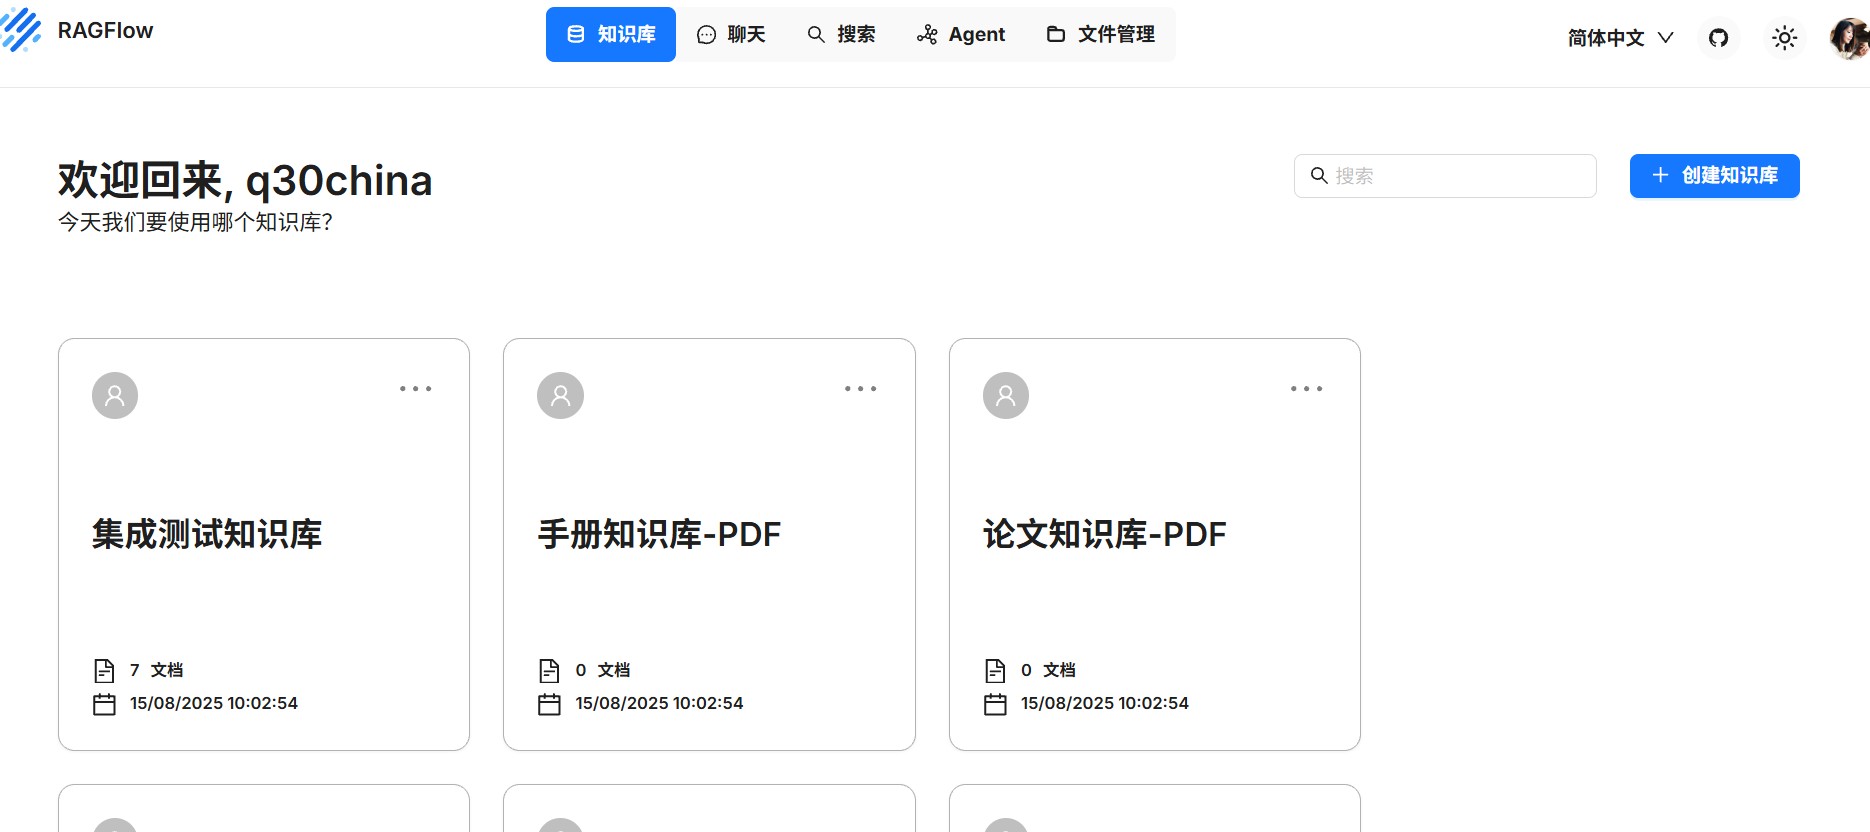 RAGFlow
知识库 聊天 搜索 Agent 文件管理
简体中文
欢迎回来, q30china
今天我们要使用哪个知识库？
搜索
创建知识库
集成测试知识库
7 文档
15/08/2025 10:02:54
手册知识库-PDF
0 文档
15/08/2025 10:02:54
论文知识库-PDF
0 文档
15/08/2025 10:02:54